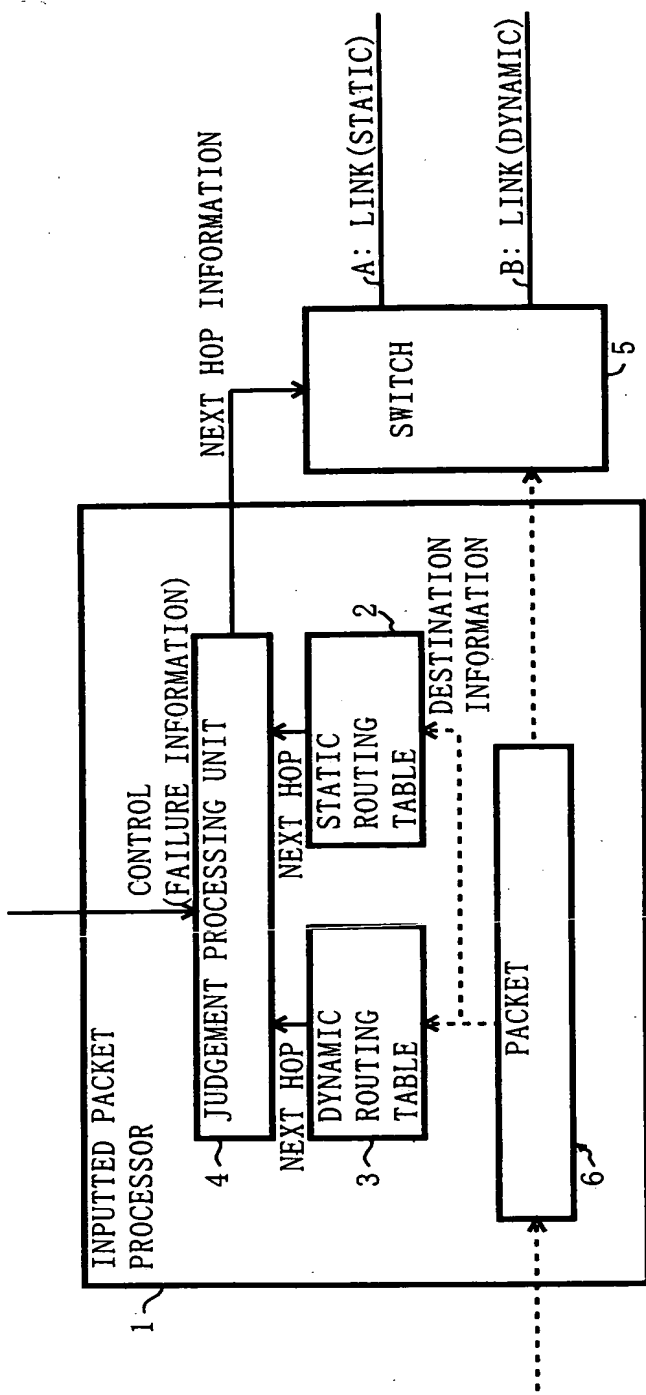 INPUTTED PACKET
PROCESSOR
1
CONTROL
(FAILURE INFORMATION)
NEXT HOP INFORMATION
4
JUDGEMENT PROCESSING UNIT
NEXT HOP
NEXT HOP
3
DYNAMIC
ROUTING
TABLE
2
STATIC
ROUTING
TABLE
DESTINATION
INFORMATION
6
PACKET
SWITCH
5
A: LINK(STATIC)
B: LINK(DYNAMIC)